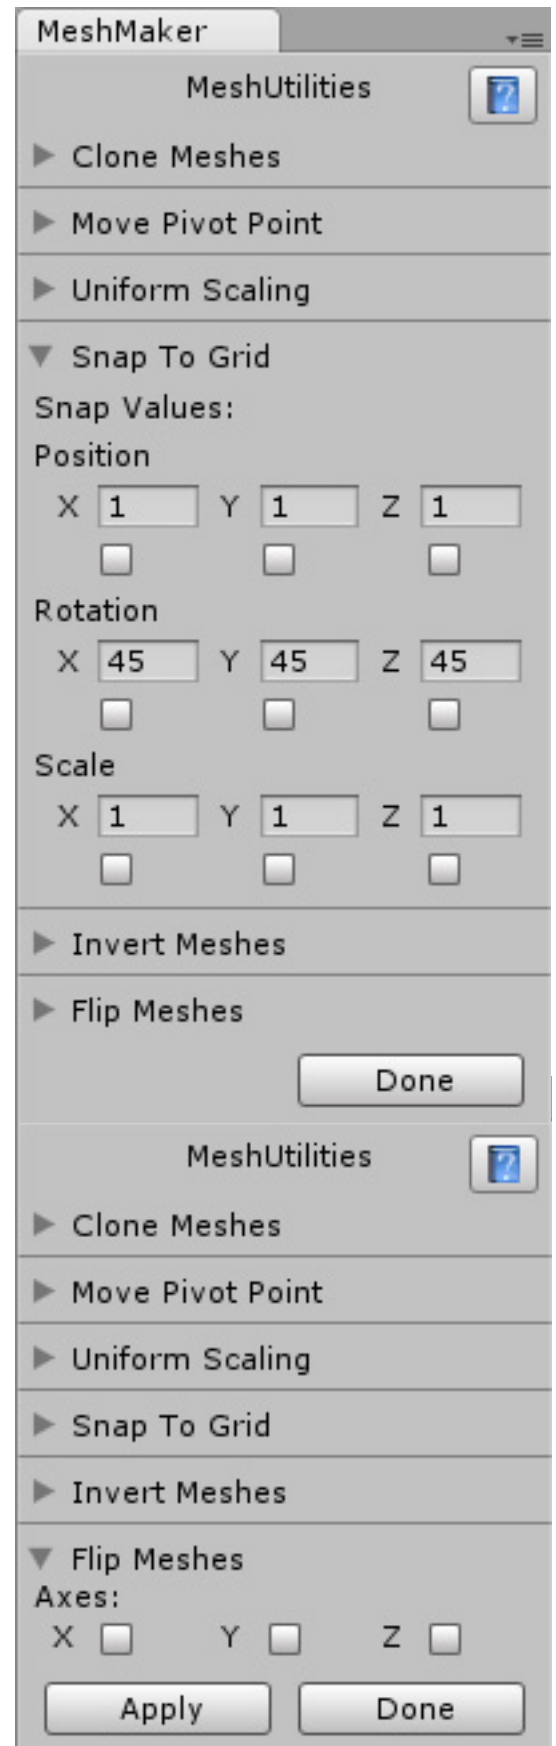 MeshMaker
MeshUtilities
Clone Meshes
Move Pivot Point
Uniform Scaling
Snap To Grid
Snap Values:
Position
X 1 Y 1 Z 1
Rotation
X 45 Y 45 Z 45
Scale
X 1 Y 1 Z 1
Invert Meshes
Flip Meshes
Done
MeshUtilities
Clone Meshes
Move Pivot Point
Uniform Scaling
Snap To Grid
Invert Meshes
Flip Meshes
Axes:
X Y Z
Apply Done